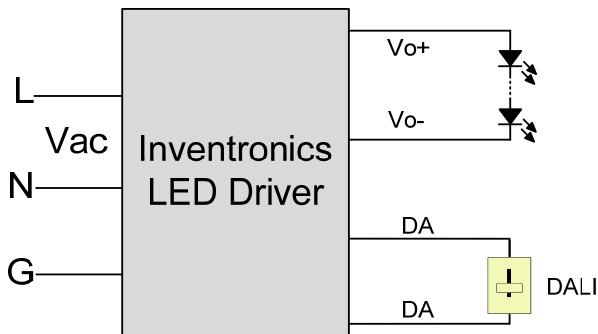 L
Vac
N
G
Inventronics
LED Driver
Vo+
Vo-
DA
DA
DALI